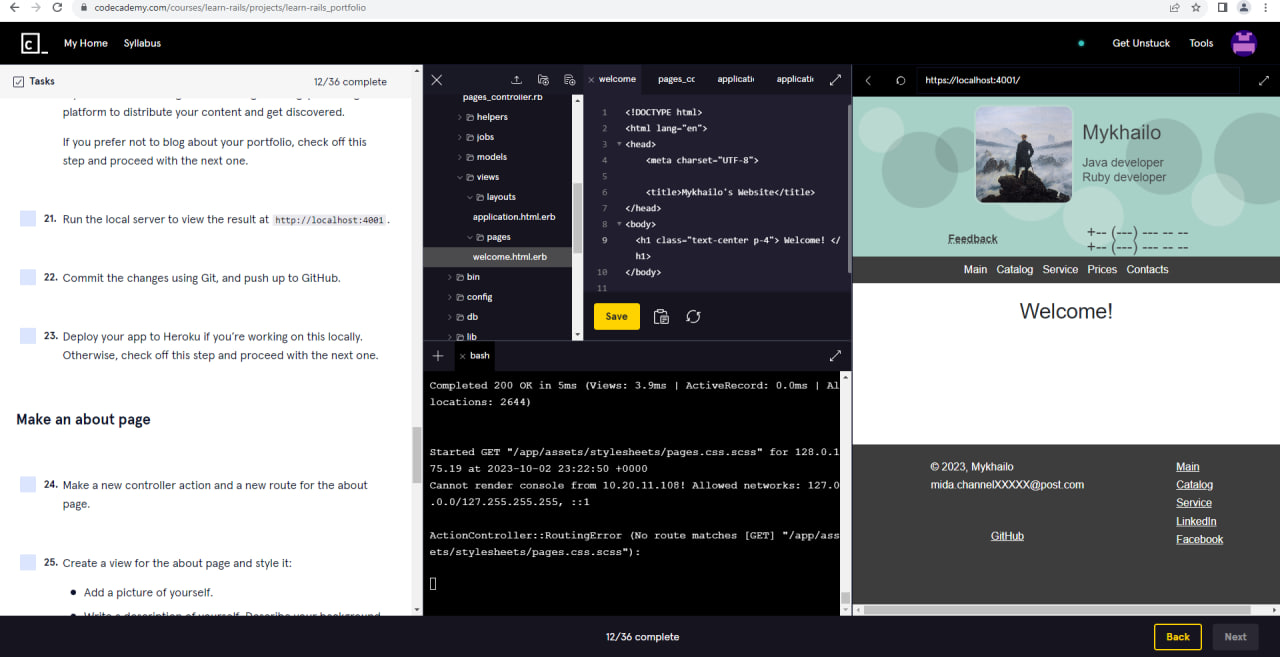 codecademy.com/courses/learn-rails/projects/learn-rails_portfolio
c_
My Home
Syllabus
Get Unstuck
Tools
Tasks
12/36 complete
platform to distribute your content and get discovered.
If you prefer not to blog about your portfolio, check off this
step and proceed with the next one.
21. Run the local server to view the result at http://localhost:4001.
22. Commit the changes using Git, and push up to GitHub.
23. Deploy your app to Heroku if you're working on this locally.
Otherwise, check off this step and proceed with the next one.
Make an about page
24. Make a new controller action and a new route for the about
page.
25. Create a view for the about page and style it:
• Add a picture of yourself.
• Write a description of yourself. Describe your background
pages_controller.rb
helpers
jobs
models
views
layouts
application.html.erb
pages
welcome.html.erb
bin
config
db
lib
welcome
pages_cc
applicati
applicati
1 <!DOCTYPE html>
2 <html lang="en">
3 <head>
4 <meta charset="UTF-8">
5
6 <title>Mykhailo's Website</title>
7 </head>
8 <body>
9 <h1 class="text-center p-4"> Welcome! </
h1>
10 </body>
11
Save
bash
Completed 200 OK in 5ms (Views: 3.9ms | ActiveRecord: 0.0ms | Al
locations: 2644)
Started GET "/app/assets/stylesheets/pages.css.scss" for 128.0.1
75.19 at 2023-10-02 23:22:50 +0000
Cannot render console from 10.20.11.108! Allowed networks: 127.0
.0.0/127.255.255.255, ::1
ActionController::RoutingError (No route matches [GET] "/app/ass
ets/stylesheets/pages.css.scss"):
https://localhost:4001/
Mykhailo
Java developer
Ruby developer
Feedback
+-- (---) --- -- --
+-- (---) --- -- --
Main Catalog Service Prices Contacts
Welcome!
© 2023, Mykhailo
mida.channelXXXXX@post.com
GitHub
Main
Catalog
Service
LinkedIn
Facebook
12/36 complete
Back
Next